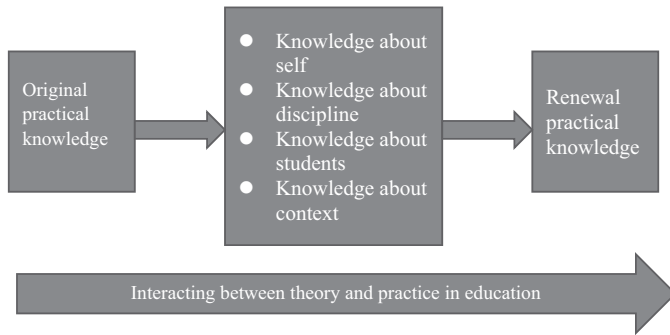 Original
practical
knowledge
● Knowledge about
self
● Knowledge about
discipline
● Knowledge about
students
● Knowledge about
context
Renewal
practical
knowledge
Interacting between theory and practice in education